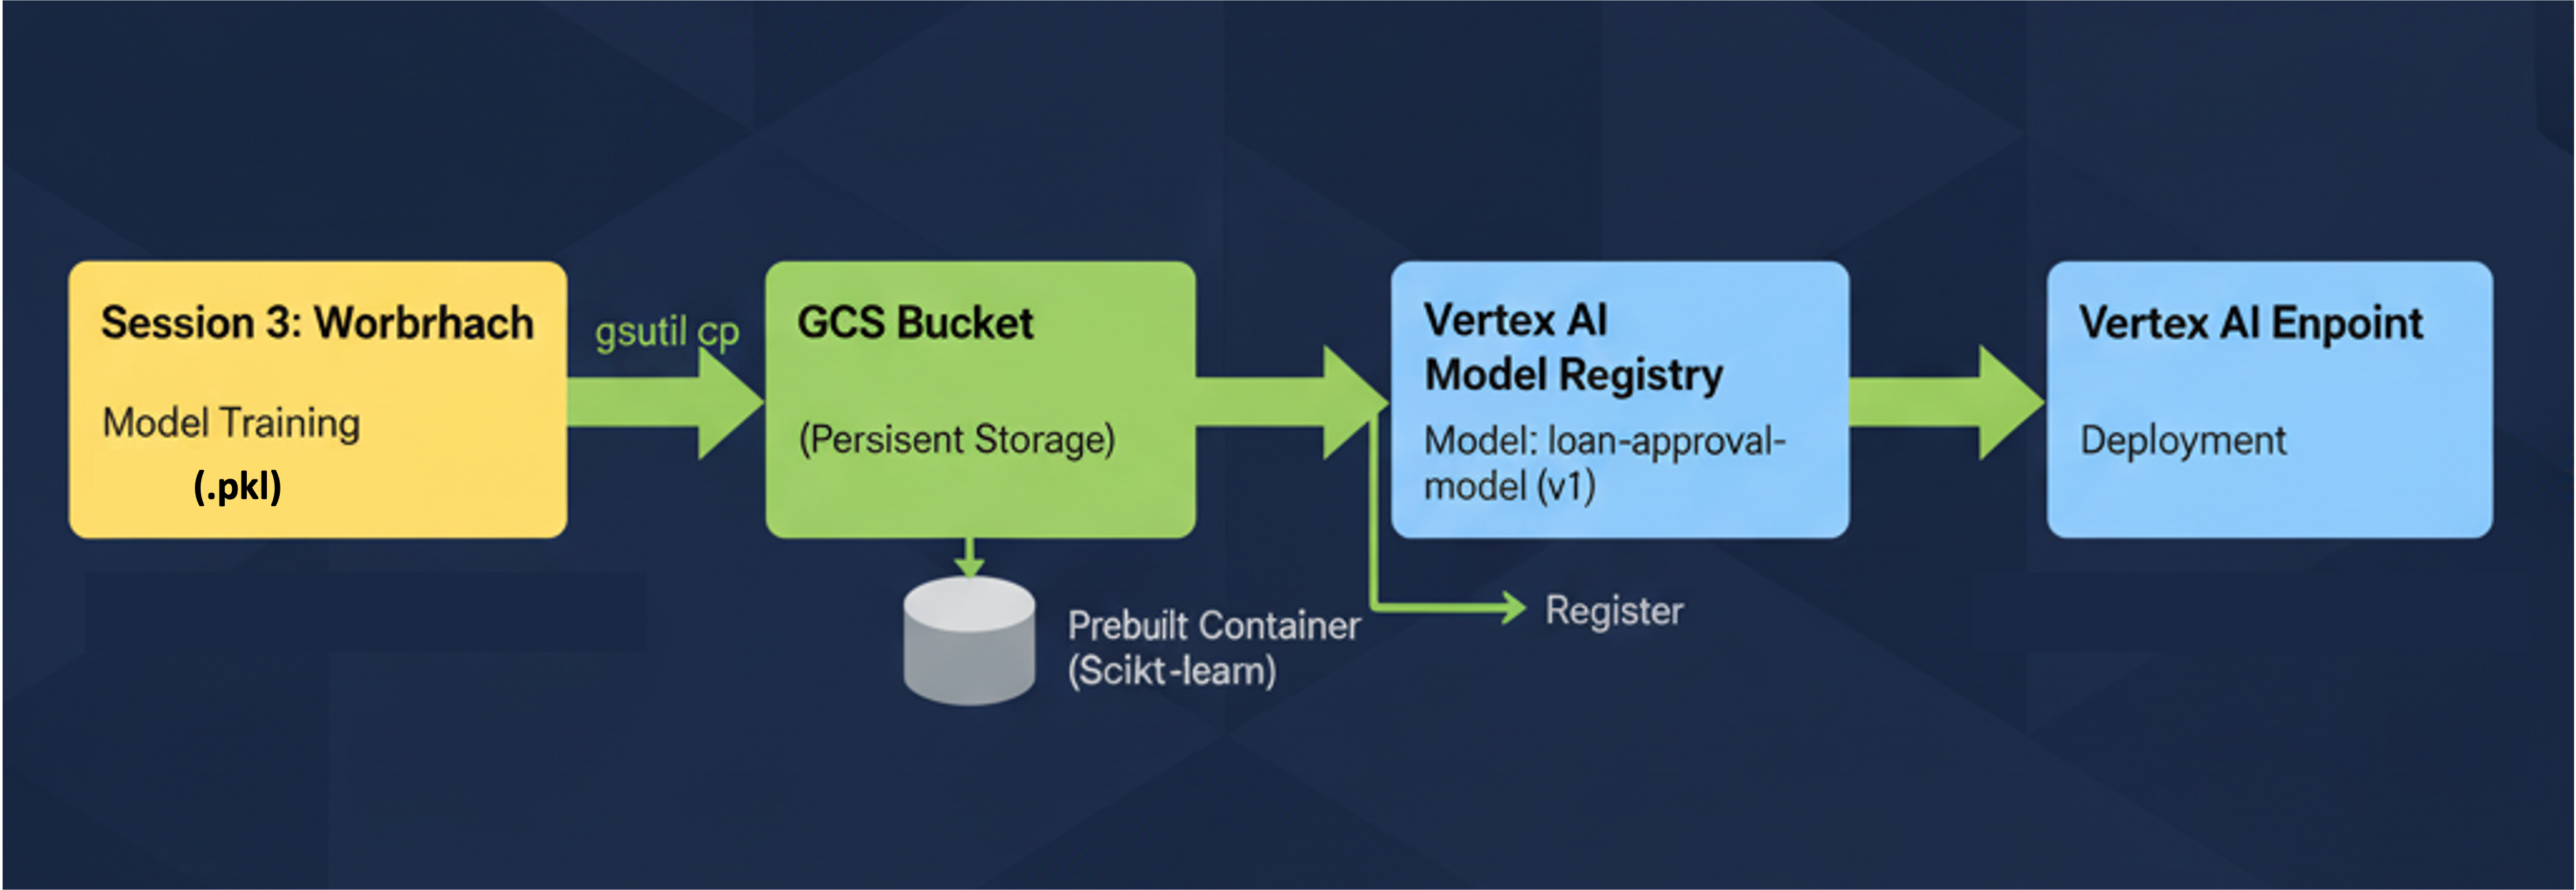 Session 3: Worbrhach
Model Training
(.pkl)
gsutil cp
GCS Bucket
(Persisent Storage)
Prebuilt Container
(Scikt-learn)
Vertex AI
Model Registry
Model: loan-approval-
model (v1)
Register
Vertex AI Enpoint
Deployment